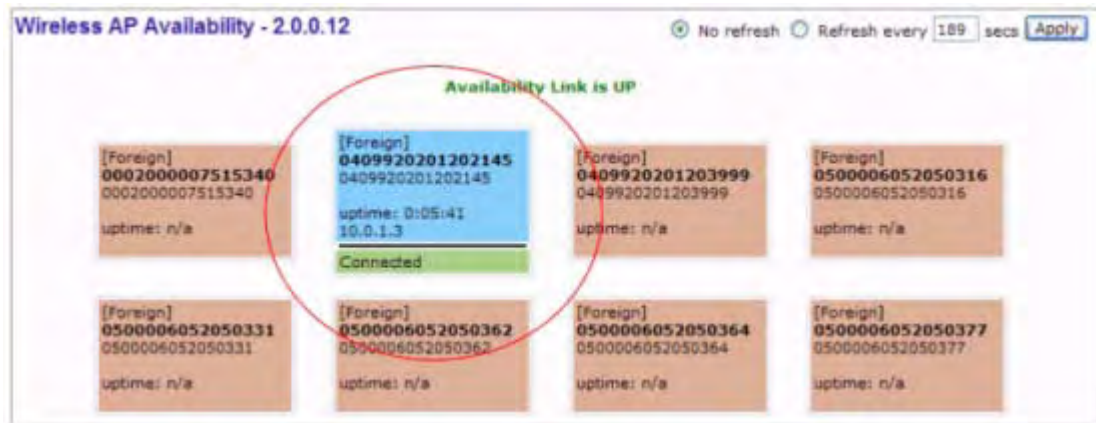 Wireless AP Availability - 2.0.0.12
No refresh Refresh every 189 secs Apply
Availability Link is UP
[Foreign]
0002000007515340
0002000007515340
uptime: n/a
[Foreign]
0409920201202145
0409920201202145
uptime: 0:05:41
10.0.1.3
Connected
[Foreign]
0409920201203999
0409920201203999
uptime: n/a
[Foreign]
0500006052050316
0500006052050316
uptime: n/a
[Foreign]
0500006052050331
0500006052050331
uptime: n/a
[Foreign]
0500006052050362
0500006052050362
uptime: n/a
[Foreign]
0500006052050364
0500006052050364
uptime: n/a
[Foreign]
0500006052050377
0500006052050377
uptime: n/a